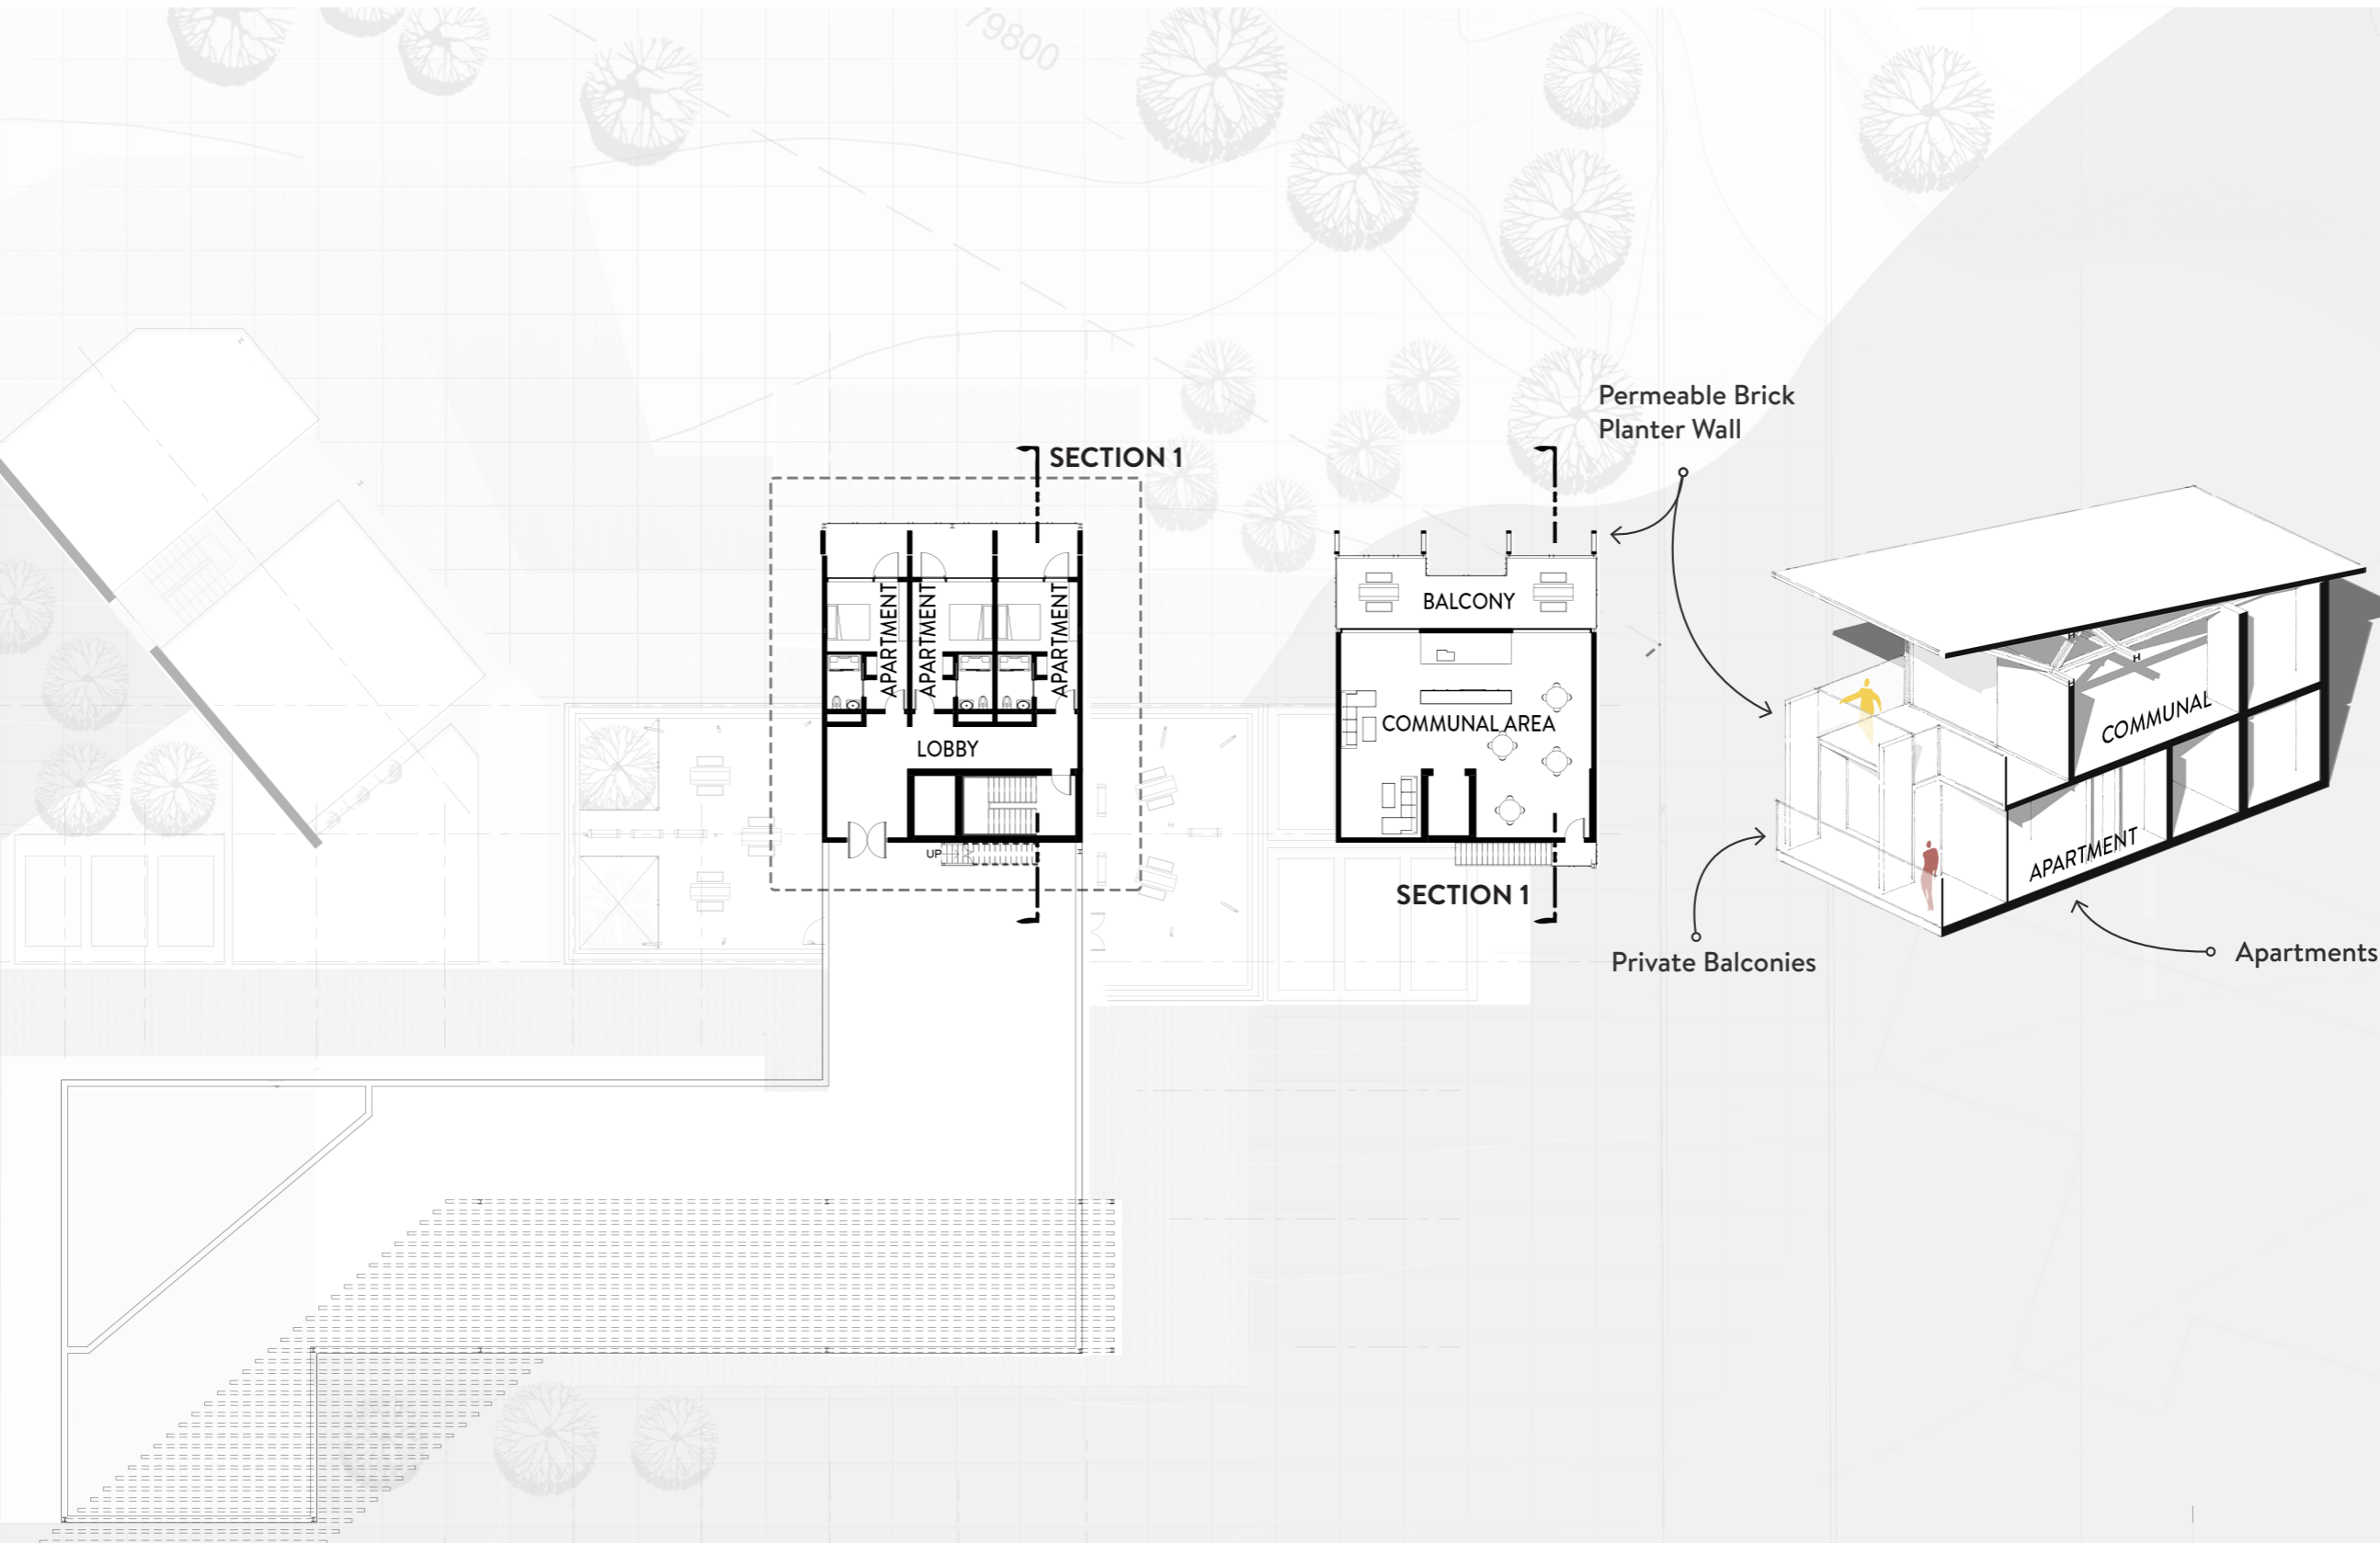 79800
Permeable Brick
Planter Wall
SECTION 1
APARTMENT
APARTMENT
APARTMENT
BALCONY
COMMUNAL AREA
LOBBY
UP
SECTION 1
COMMUNAL
APARTMENT
Private Balconies
Apartments